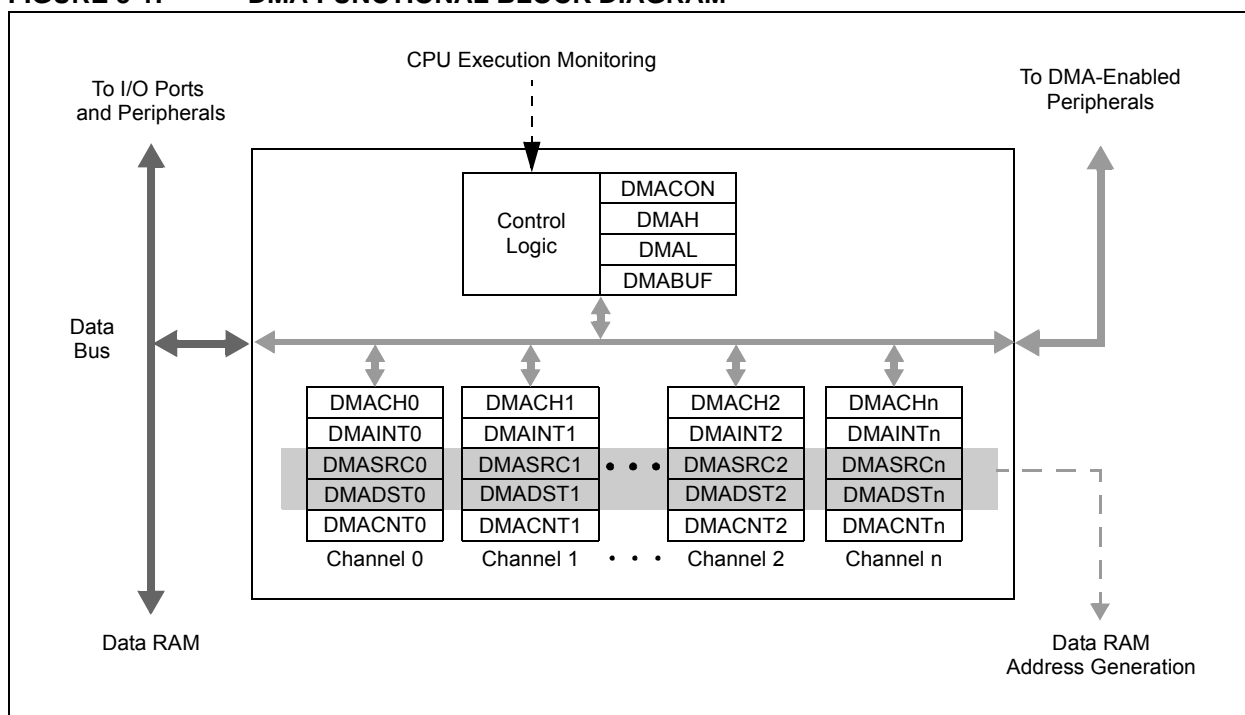 CPU Execution Monitoring
To I/O Ports
and Peripherals
To DMA-Enabled
Peripherals
Control
Logic
DMACON
DMAH
DMAL
DMABUF
Data
Bus
DMACH0
DMAINT0
DMASRC0
DMADST0
DMACNT0
Channel 0
DMACH1
DMAINT1
DMASRC1
DMADST1
DMACNT1
Channel 1
DMACH2
DMAINT2
DMASRC2
DMADST2
DMACNT2
Channel 2
DMACHn
DMAINTn
DMASRCn
DMADSTn
DMACNTn
Channel n
Data RAM
Data RAM
Address Generation